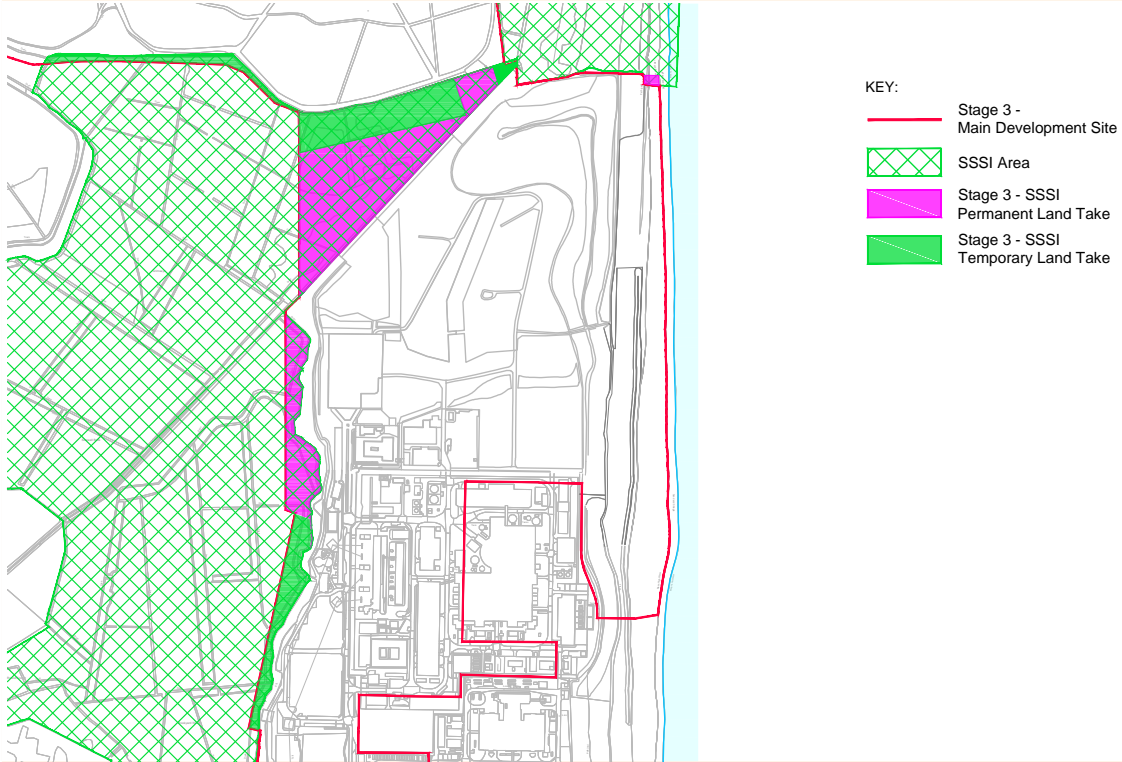 KEY:
Stage 3 -
Main Development Site
SSSI Area
Stage 3 - SSSI
Permanent Land Take
Stage 3 - SSSI
Temporary Land Take